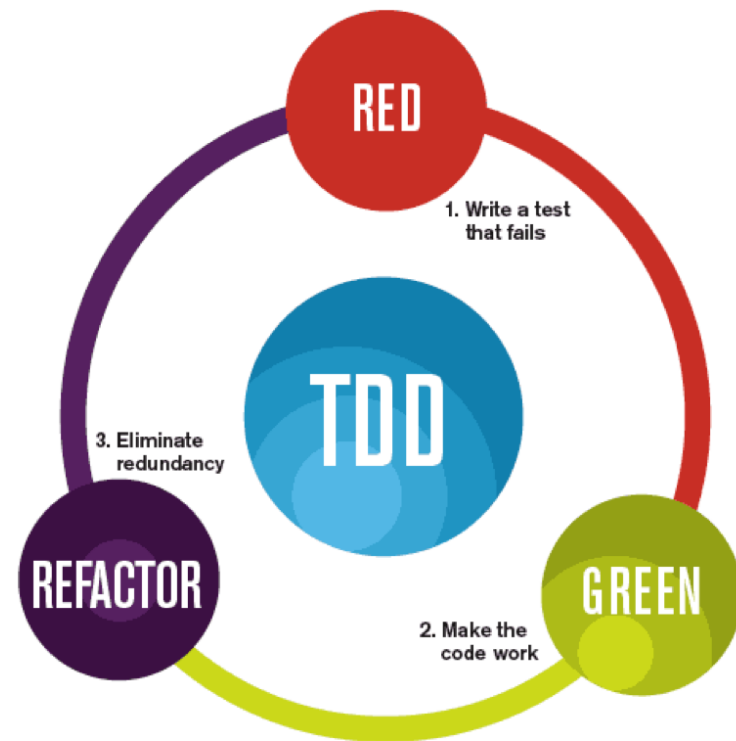 RED
1. Write a test
that fails
TDD
3. Eliminate
redundancy
REFACTOR
GREEN
2. Make the
code work